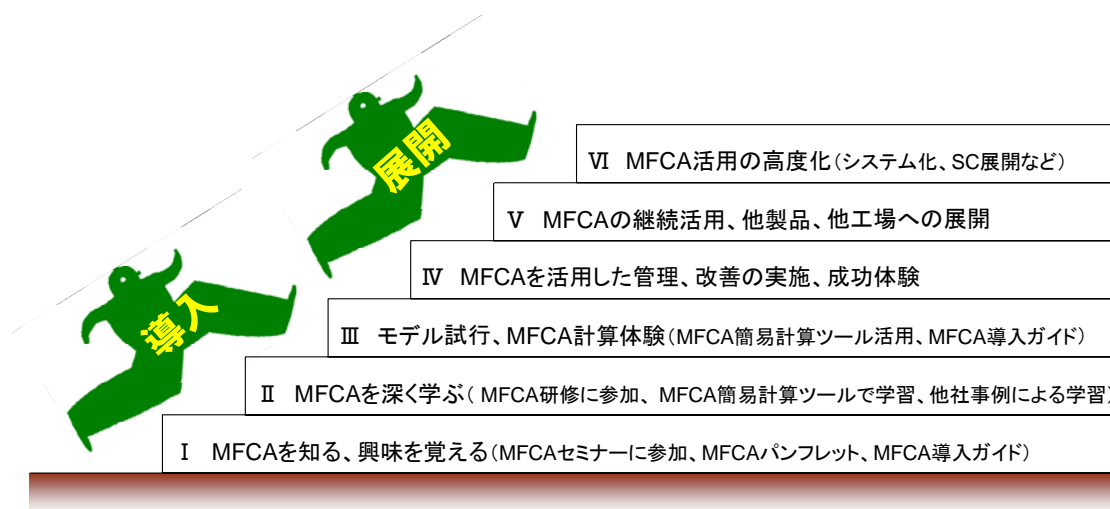 展開
Ⅵ MFCA活用の高度化(システム化、SC展開など)
Ⅴ MFCAの継続活用、他製品、他工場への展開
Ⅳ MFCAを活用した管理、改善の実施、成功体験
導入
Ⅲ モデル試行、MFCA計算体験(MFCA簡易計算ツール活用、MFCA導入ガイド)
Ⅱ MFCAを深く学ぶ( MFCA研修に参加、 MFCA簡易計算ツールで学習、他社事例による学習)
Ⅰ MFCAを知る、興味を覚える(MFCAセミナーに参加、MFCAパンフレット、MFCA導入ガイド)